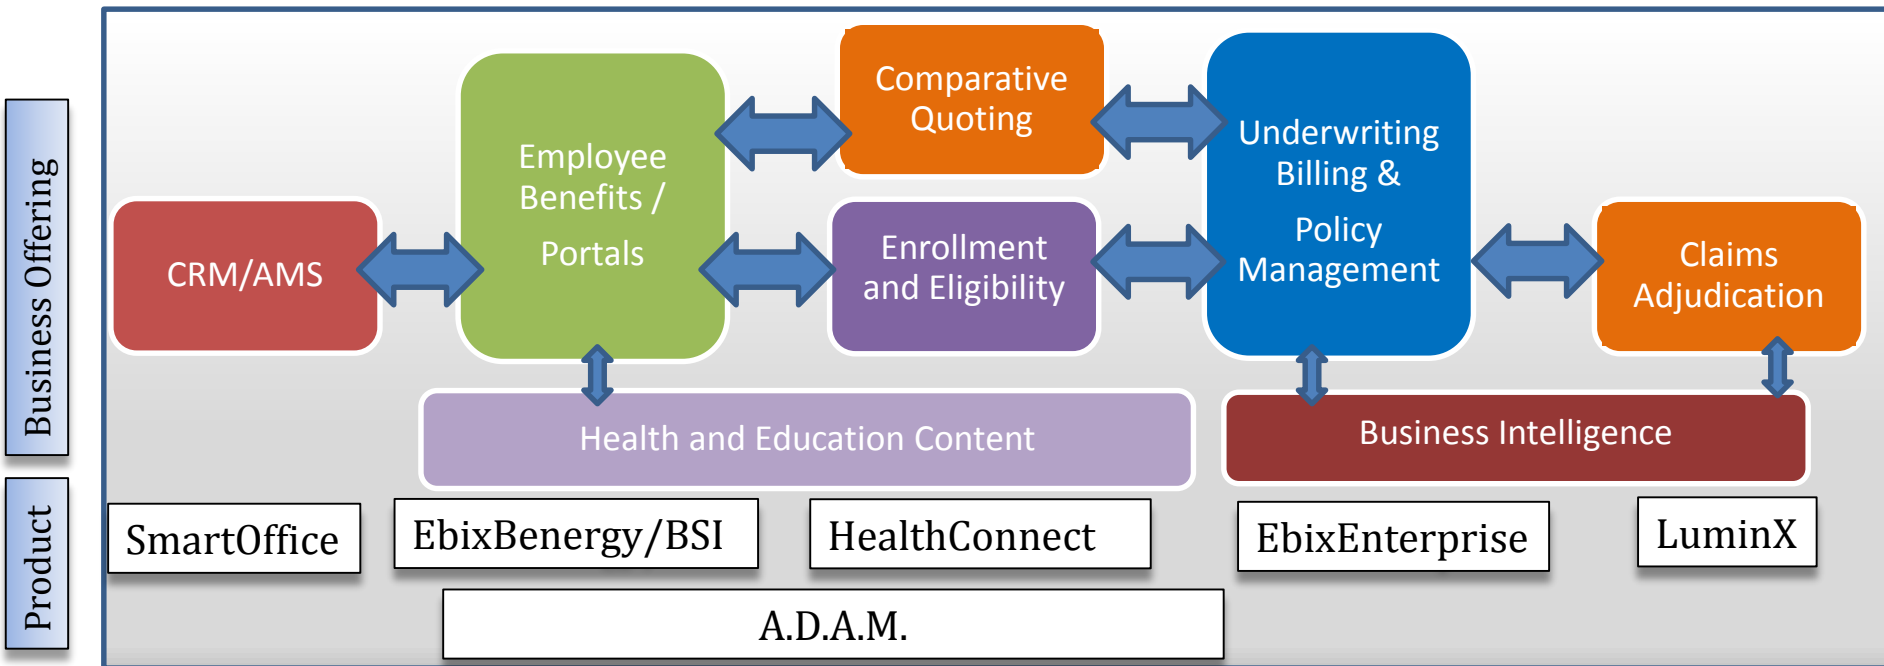 Business Offering
CRM/AMS
Employee
Benefits /
Portals
Comparative
Quoting
Enrollment
and Eligibility
Underwriting
Billing &
Policy
Management
Claims
Adjudication
Health and Education Content
Business Intelligence
Product
SmartOffice
EbixBenergy/BSI
HealthConnect
EbixEnterprise
LuminX
A.D.A.M.